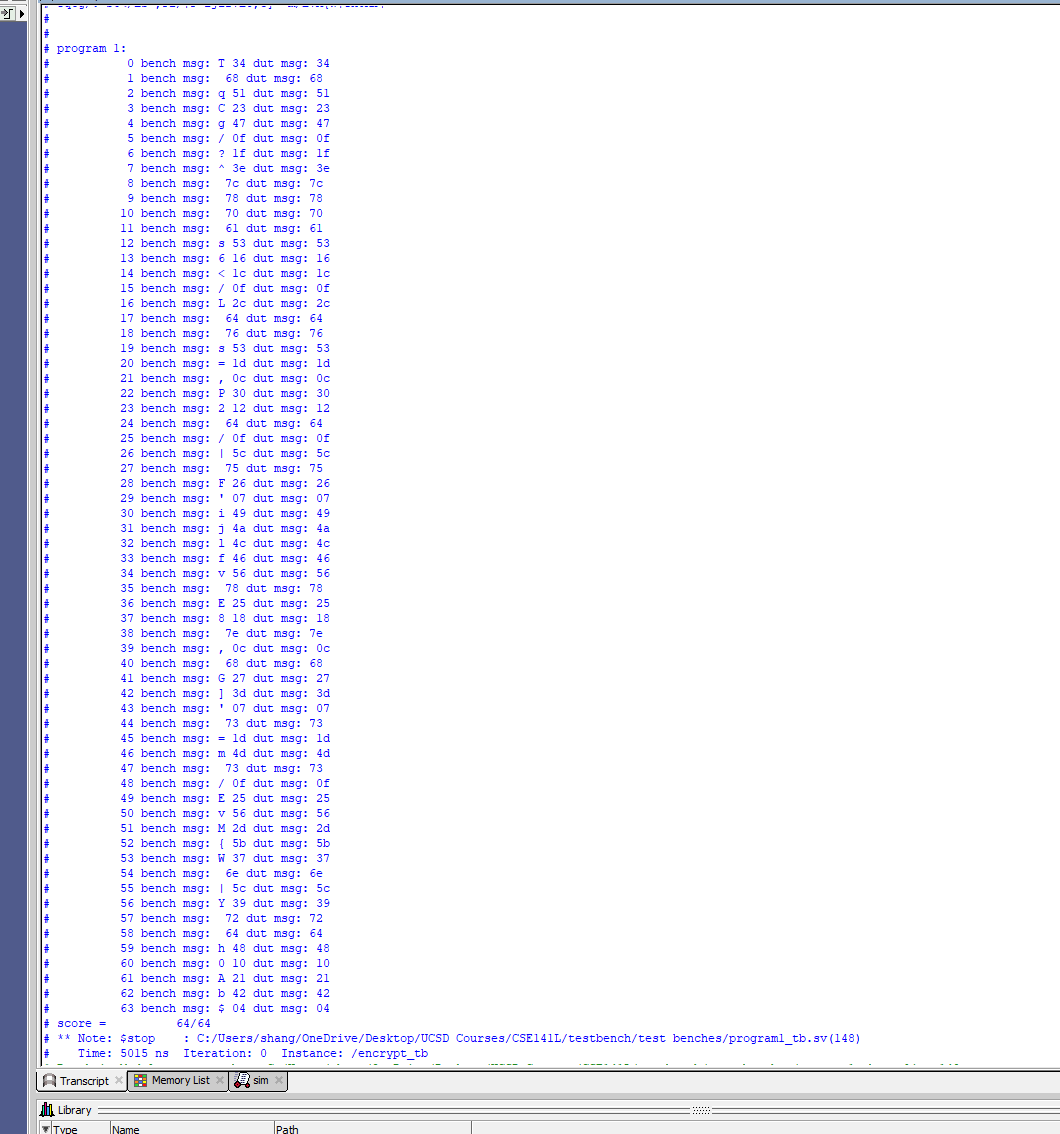 #
#
# program 1:
# 0 bench msg: T 34 dut msg: 34
# 1 bench msg: 68 dut msg: 68
# 2 bench msg: q 51 dut msg: 51
# 3 bench msg: C 23 dut msg: 23
# 4 bench msg: g 47 dut msg: 47
# 5 bench msg: / 0f dut msg: 0f
# 6 bench msg: ? 1f dut msg: 1f
# 7 bench msg: ^ 3e dut msg: 3e
# 8 bench msg: 7c dut msg: 7c
# 9 bench msg: 78 dut msg: 78
# 10 bench msg: 70 dut msg: 70
# 11 bench msg: 61 dut msg: 61
# 12 bench msg: s 53 dut msg: 53
# 13 bench msg: 6 16 dut msg: 16
# 14 bench msg: < 1c dut msg: 1c
# 15 bench msg: / 0f dut msg: 0f
# 16 bench msg: L 2c dut msg: 2c
# 17 bench msg: 64 dut msg: 64
# 18 bench msg: 76 dut msg: 76
# 19 bench msg: s 53 dut msg: 53
# 20 bench msg: = 1d dut msg: 1d
# 21 bench msg: , 0c dut msg: 0c
# 22 bench msg: P 30 dut msg: 30
# 23 bench msg: 2 12 dut msg: 12
# 24 bench msg: 64 dut msg: 64
# 25 bench msg: / 0f dut msg: 0f
# 26 bench msg: | 5c dut msg: 5c
# 27 bench msg: 75 dut msg: 75
# 28 bench msg: F 26 dut msg: 26
# 29 bench msg: ' 07 dut msg: 07
# 30 bench msg: i 49 dut msg: 49
# 31 bench msg: j 4a dut msg: 4a
# 32 bench msg: l 4c dut msg: 4c
# 33 bench msg: f 46 dut msg: 46
# 34 bench msg: v 56 dut msg: 56
# 35 bench msg: 78 dut msg: 78
# 36 bench msg: E 25 dut msg: 25
# 37 bench msg: 8 18 dut msg: 18
# 38 bench msg: 7e dut msg: 7e
# 39 bench msg: , 0c dut msg: 0c
# 40 bench msg: 68 dut msg: 68
# 41 bench msg: G 27 dut msg: 27
# 42 bench msg: ] 3d dut msg: 3d
# 43 bench msg: ' 07 dut msg: 07
# 44 bench msg: 73 dut msg: 73
# 45 bench msg: = 1d dut msg: 1d
# 46 bench msg: m 4d dut msg: 4d
# 47 bench msg: 73 dut msg: 73
# 48 bench msg: / 0f dut msg: 0f
# 49 bench msg: E 25 dut msg: 25
# 50 bench msg: v 56 dut msg: 56
# 51 bench msg: M 2d dut msg: 2d
# 52 bench msg: { 5b dut msg: 5b
# 53 bench msg: W 37 dut msg: 37
# 54 bench msg: 6e dut msg: 6e
# 55 bench msg: | 5c dut msg: 5c
# 56 bench msg: Y 39 dut msg: 39
# 57 bench msg: 72 dut msg: 72
# 58 bench msg: 64 dut msg: 64
# 59 bench msg: h 48 dut msg: 48
# 60 bench msg: 0 10 dut msg: 10
# 61 bench msg: A 21 dut msg: 21
# 62 bench msg: b 42 dut msg: 42
# 63 bench msg: $ 04 dut msg: 04
# score = 64/64
# ** Note: $stop : C:/Users/shang/OneDrive/Desktop/UCSD Courses/CSE141L/testbench/test benches/program1_tb.sv(148)
# Time: 5015 ns Iteration: 0 Instance: /encrypt_tb
Transcript Memory List sim
Library
Type Name Path